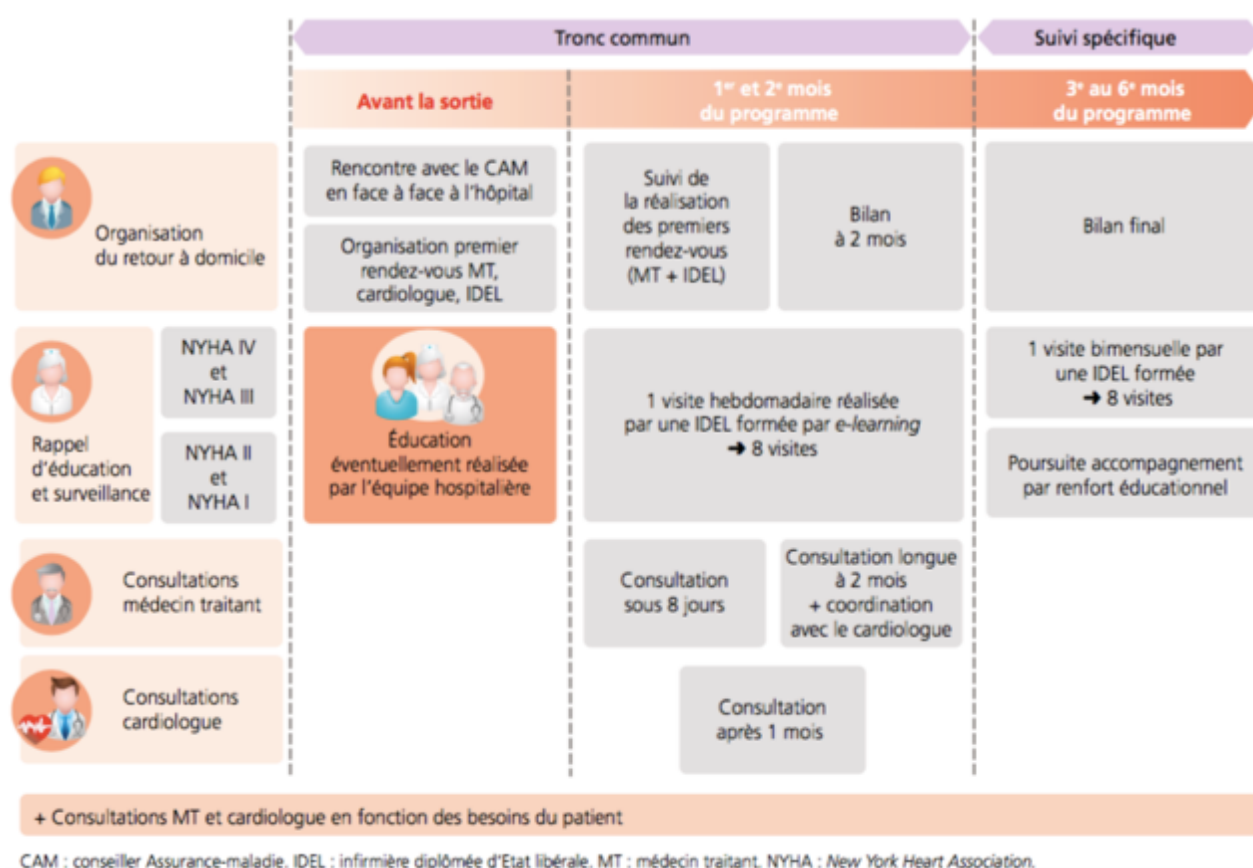 Tronc commun
Suivi spécifique
Avant la sortie
1er et 2e mois
du programme
3e au 6e mois
du programme
Organisation
du retour à domicile
Rencontre avec le CAM
en face à face à l'hôpital
Organisation premier
rendez-vous MT,
cardiologue, IDEL
Suivi de
la réalisation
des premiers
rendez-vous
(MT + IDEL)
Bilan
à 2 mois
Bilan final
Rappel
d'éducation
et surveillance
NYHA IV
et
NYHA III
NYHA II
et
NYHA I
Éducation
éventuellement réalisée
par l'équipe hospitalière
1 visite hebdomadaire réalisée
par une IDEL formée par e-learning
➔ 8 visites
1 visite bimensuelle par
une IDEL formée
➔ 8 visites
Poursuite accompagnement
par renfort éducationnel
Consultations
médecin traitant
Consultation
sous 8 jours
Consultation longue
à 2 mois
+ coordination
avec le cardiologue
Consultations
cardiologue
Consultation
après 1 mois
+ Consultations MT et cardiologue en fonction des besoins du patient
CAM : conseiller Assurance-maladie. IDEL : infirmière diplômée d'Etat libérale. MT : médecin traitant. NYHA : New York Heart Association.